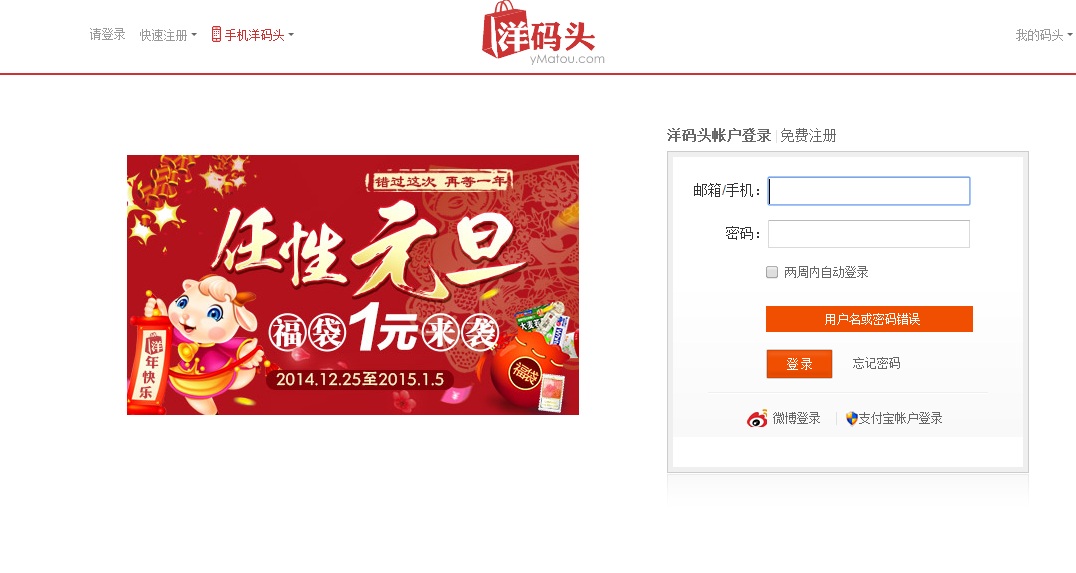 请登录 快速注册 手机洋码头
洋码头
yMatou.com
我的码头
错过这次 再等一年
任性元旦
福袋1元来袭
2014.12.25至2015.1.5
洋年快乐
大麦若叶
福袋
洋码头帐户登录 | 免费注册
邮箱/手机：
密码：
两周内自动登录
用户名或密码错误
登录 忘记密码
微博登录 支付宝帐户登录